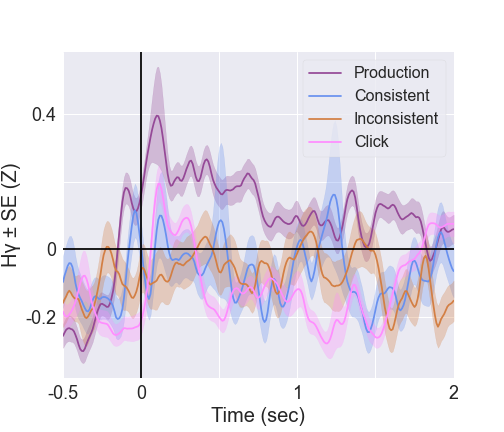 Production
Consistent
Inconsistent
Click
Hγ ± SE (Z)
0.4
0
-0.2
-0.5
0
1
2
Time (sec)